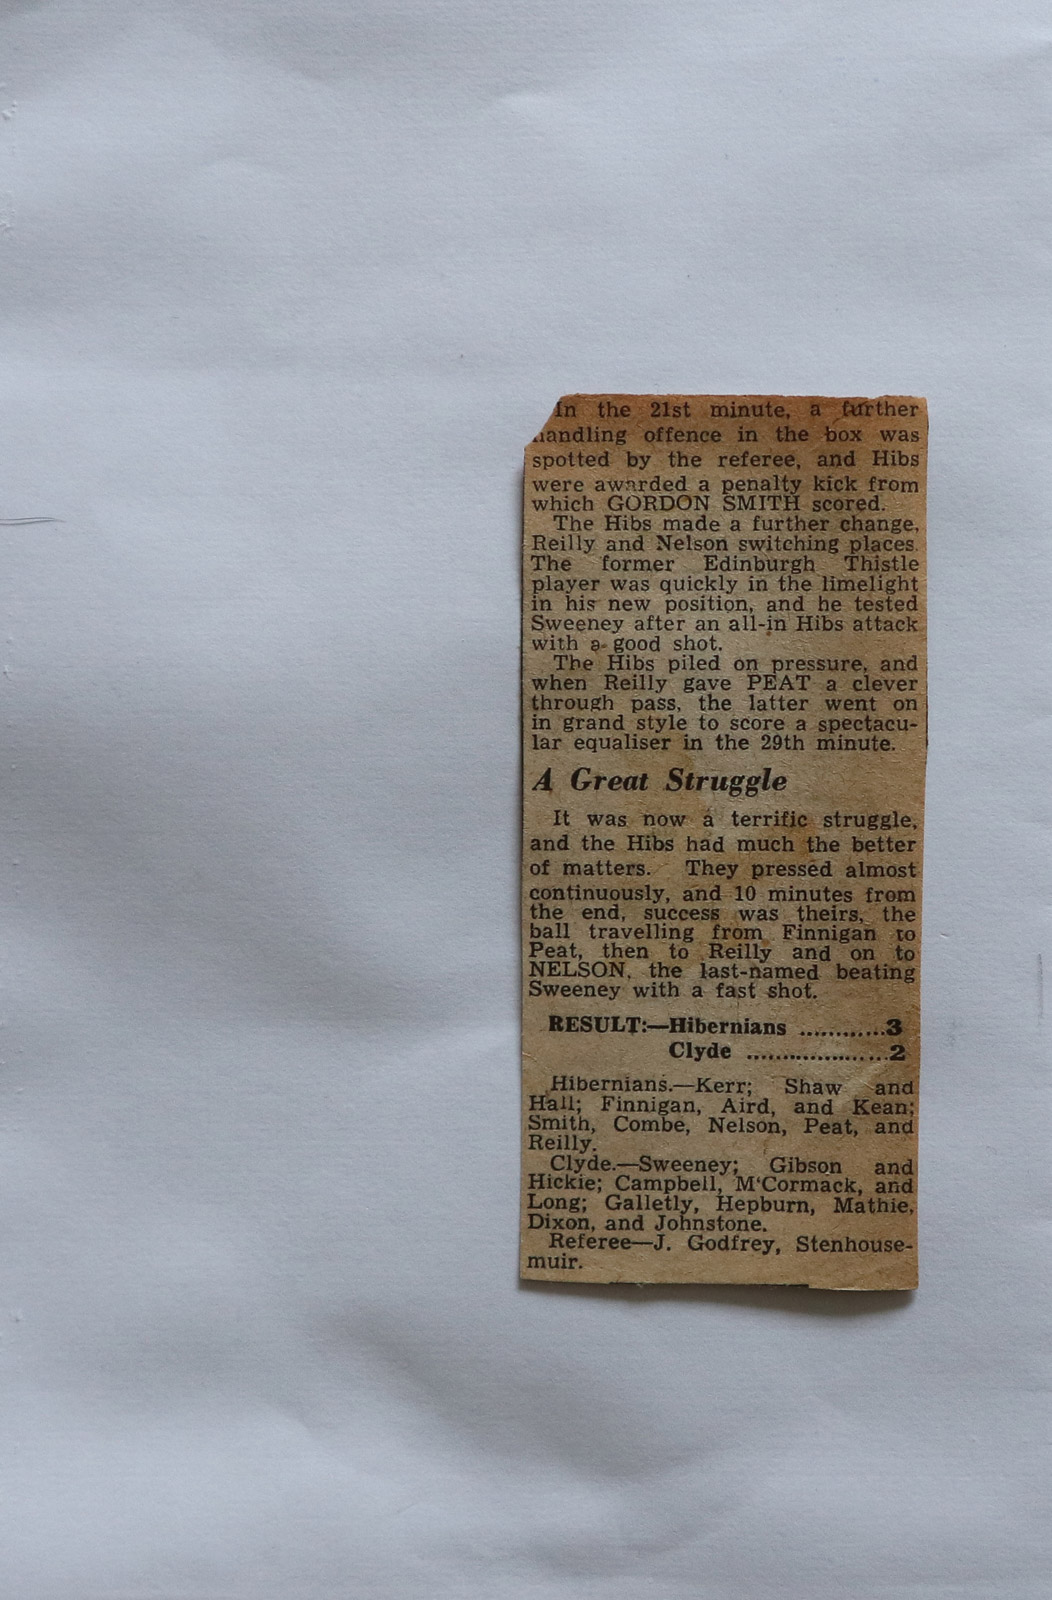 In the 21st minute, a further
handling offence in the box was
spotted by the referee, and Hibs
were awarded a penalty kick from
which GORDON SMITH scored.
The Hibs made a further change,
Reilly and Nelson switching places.
The former Edinburgh Thistle
player was quickly in the limelight
in his new position, and he tested
Sweeney after an all-in Hibs attack
with a good shot.
The Hibs piled on pressure, and
when Reilly gave PEAT a clever
through pass, the latter went on
in grand style to score a spectacu-
lar equaliser in the 29th minute.
A Great Struggle
It was now a terrific struggle,
and the Hibs had much the better
of matters. They pressed almost
continuously, and 10 minutes from
the end, success was theirs, the
ball travelling from Finnigan to
Peat, then to Reilly and on to
NELSON, the last-named beating
Sweeney with a fast shot.
RESULT:—Hibernians ............3
Clyde ....................2
Hibernians.—Kerr; Shaw and
Hall; Finnigan, Aird, and Kean;
Smith, Combe, Nelson, Peat, and
Reilly.
Clyde.—Sweeney; Gibson and
Hickie; Campbell, M'Cormack, and
Long; Galletly, Hepburn, Mathie,
Dixon, and Johnstone.
Referee—J. Godfrey, Stenhouse-
muir.